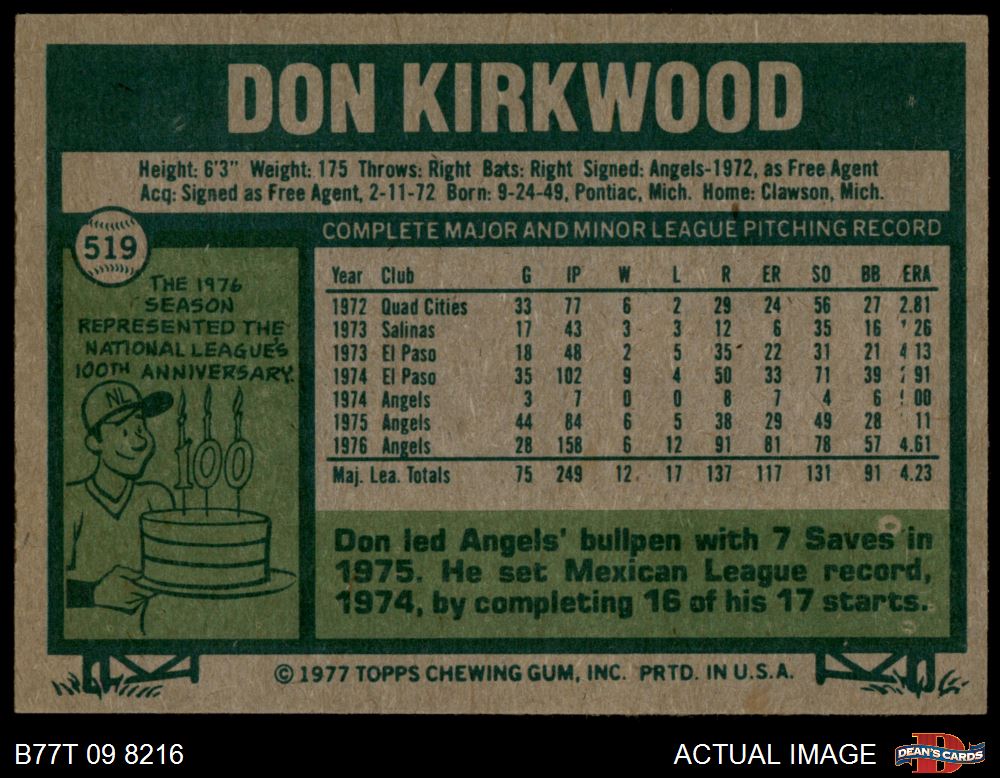 DON KIRKWOOD
Height: 6'3" Weight: 175 Throws: Right Bats: Right Signed: Angels-1972, as Free Agent
Acq: Signed as Free Agent, 2-11-72 Born: 9-24-49, Pontiac, Mich. Home: Clawson, Mich.
519
THE 1976
SEASON
REPRESENTED THE
NATIONAL LEAGUE'S
100TH ANNIVERSARY.
NL
100
COMPLETE MAJOR AND MINOR LEAGUE PITCHING RECORD
Year Club G IP W L R ER SO BB ERA
1972 Quad Cities 33 77 6 2 29 24 56 27 2.81
1973 Salinas 17 43 3 3 12 6 35 16 26
1973 El Paso 18 48 2 5 35 22 31 21 4 13
1974 El Paso 35 102 9 4 50 33 71 39 91
1974 Angels 3 7 0 0 8 7 4 6 00
1975 Angels 44 84 6 5 38 29 49 28 11
1976 Angels 28 158 6 12 91 81 78 57 4.61
Maj. Lea. Totals 75 249 12 17 137 117 131 91 4.23
Don led Angels' bullpen with 7 Saves in
1975. He set Mexican League record,
1974, by completing 16 of his 17 starts.
© 1977 TOPPS CHEWING GUM, INC. PRTD. IN U.S.A.
B77T 09 8216
ACTUAL IMAGE
DEAN'S CARDS